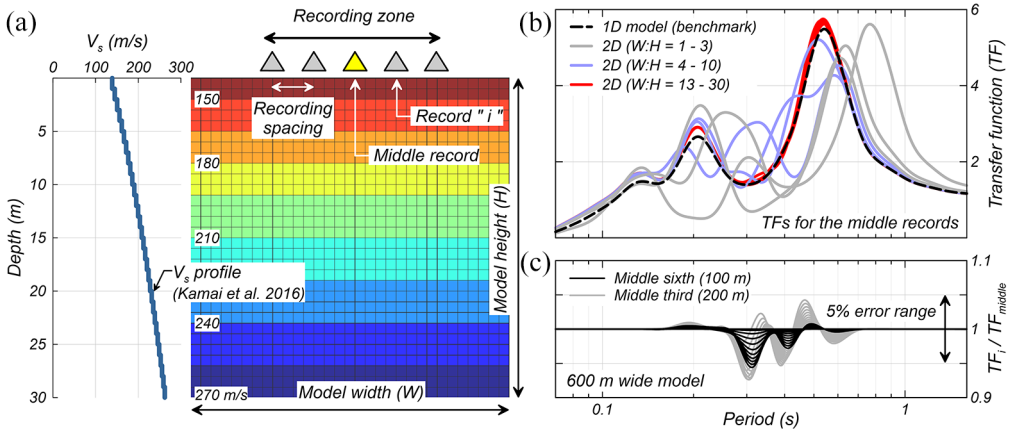 (a)
Recording zone
Vs (m/s)
0 100 200 300
150
Recording
spacing
Record " i "
Middle record
180
210
240
270 m/s
Vs profile
(Kamai et al. 2016)
Model height (H)
Model width (W)
Depth (m)
5
10
15
20
25
30
(b)
1D model (benchmark)
2D (W:H = 1 - 3)
2D (W:H = 4 - 10)
2D (W:H = 13 - 30)
TFs for the middle records
6
4
2
Transfer function (TF)
(c)
Middle sixth (100 m)
Middle third (200 m)
5% error range
600 m wide model
1.1
1
0.9
TFi / TFmiddle
0.1 1
Period (s)